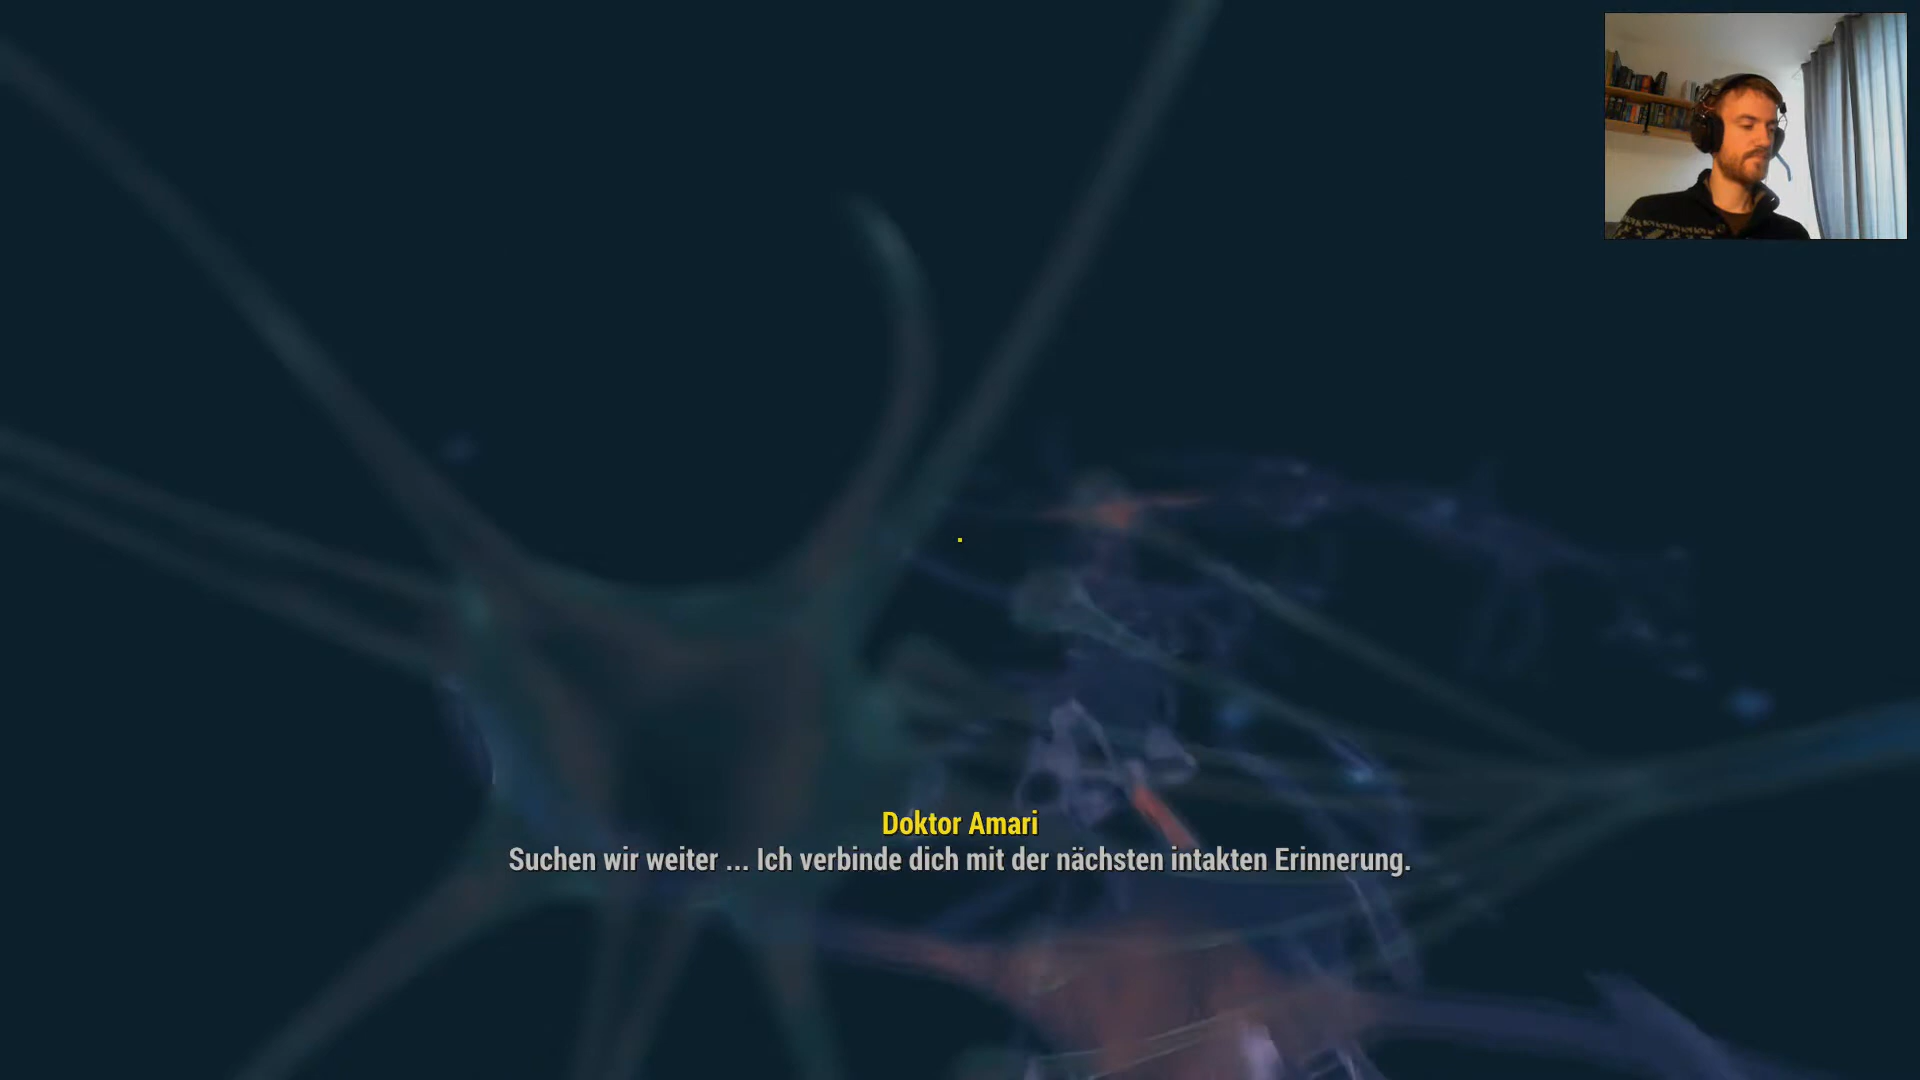 Doktor Amari
Suchen wir weiter ... Ich verbinde dich mit der nächsten intakten Erinnerung.